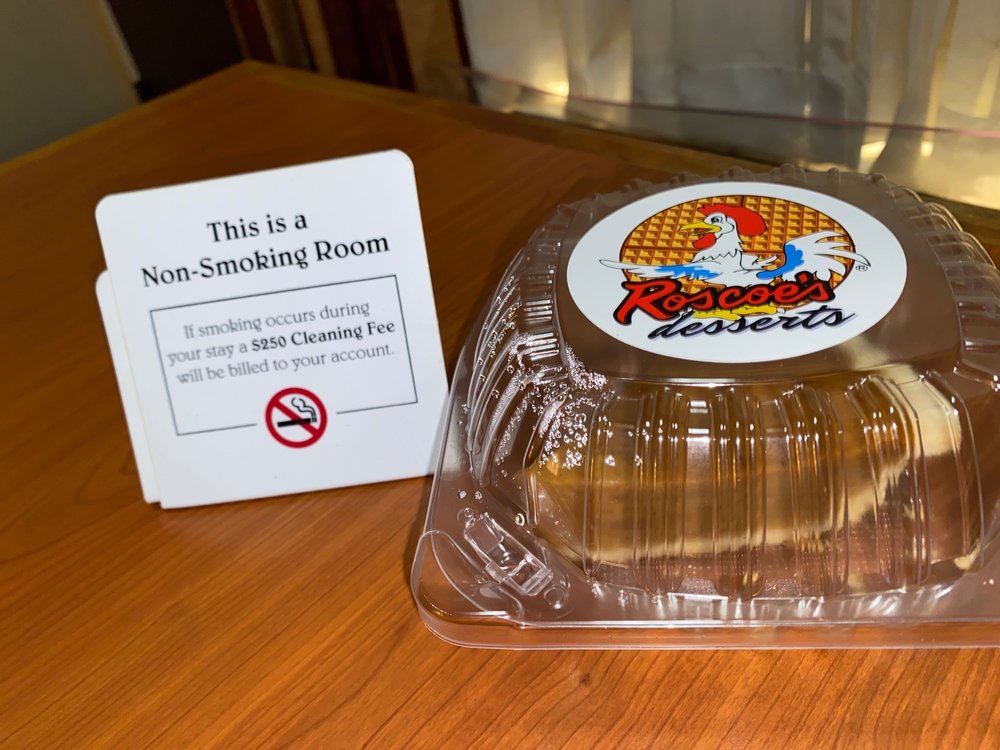 This is a
Non-Smoking Room
If smoking occurs during
your stay a $250 Cleaning Fee
will be billed to your account.
Roscoe's
desserts
®